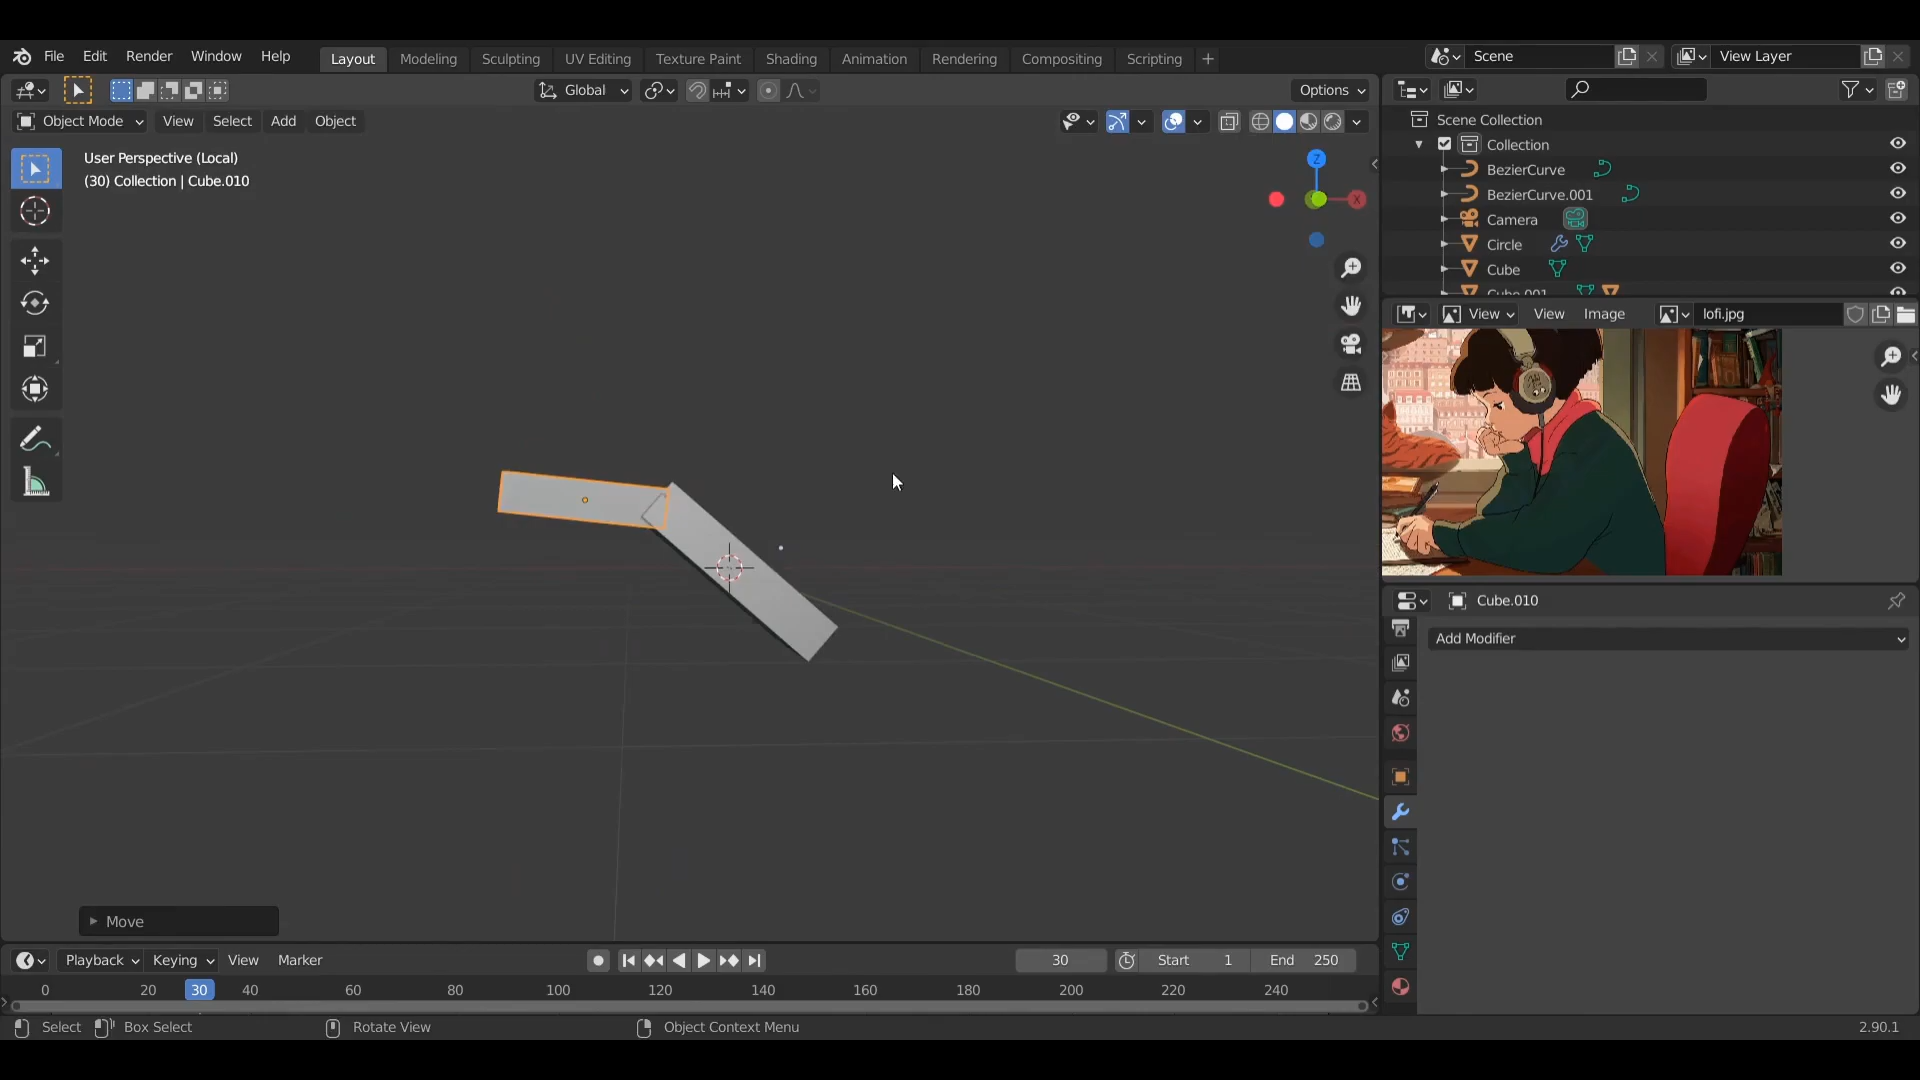 File Edit Render Window Help Layout Modeling Sculpting UV Editing Texture Paint Shading Animation Rendering Compositing Scripting + Scene View Layer
Global Options
Object Mode View Select Add Object
User Perspective (Local)
(30) Collection | Cube.010
Z
X
Scene Collection
Collection
BezierCurve
BezierCurve.001
Camera
Circle
Cube
Cube.001
View View Image lofi.jpg
Cube.010
Add Modifier
Move
Playback Keying View Marker 30 Start 1 End 250
0 20 30 40 60 80 100 120 140 160 180 200 220 240
Select Box Select Rotate View Object Context Menu 2.90.1